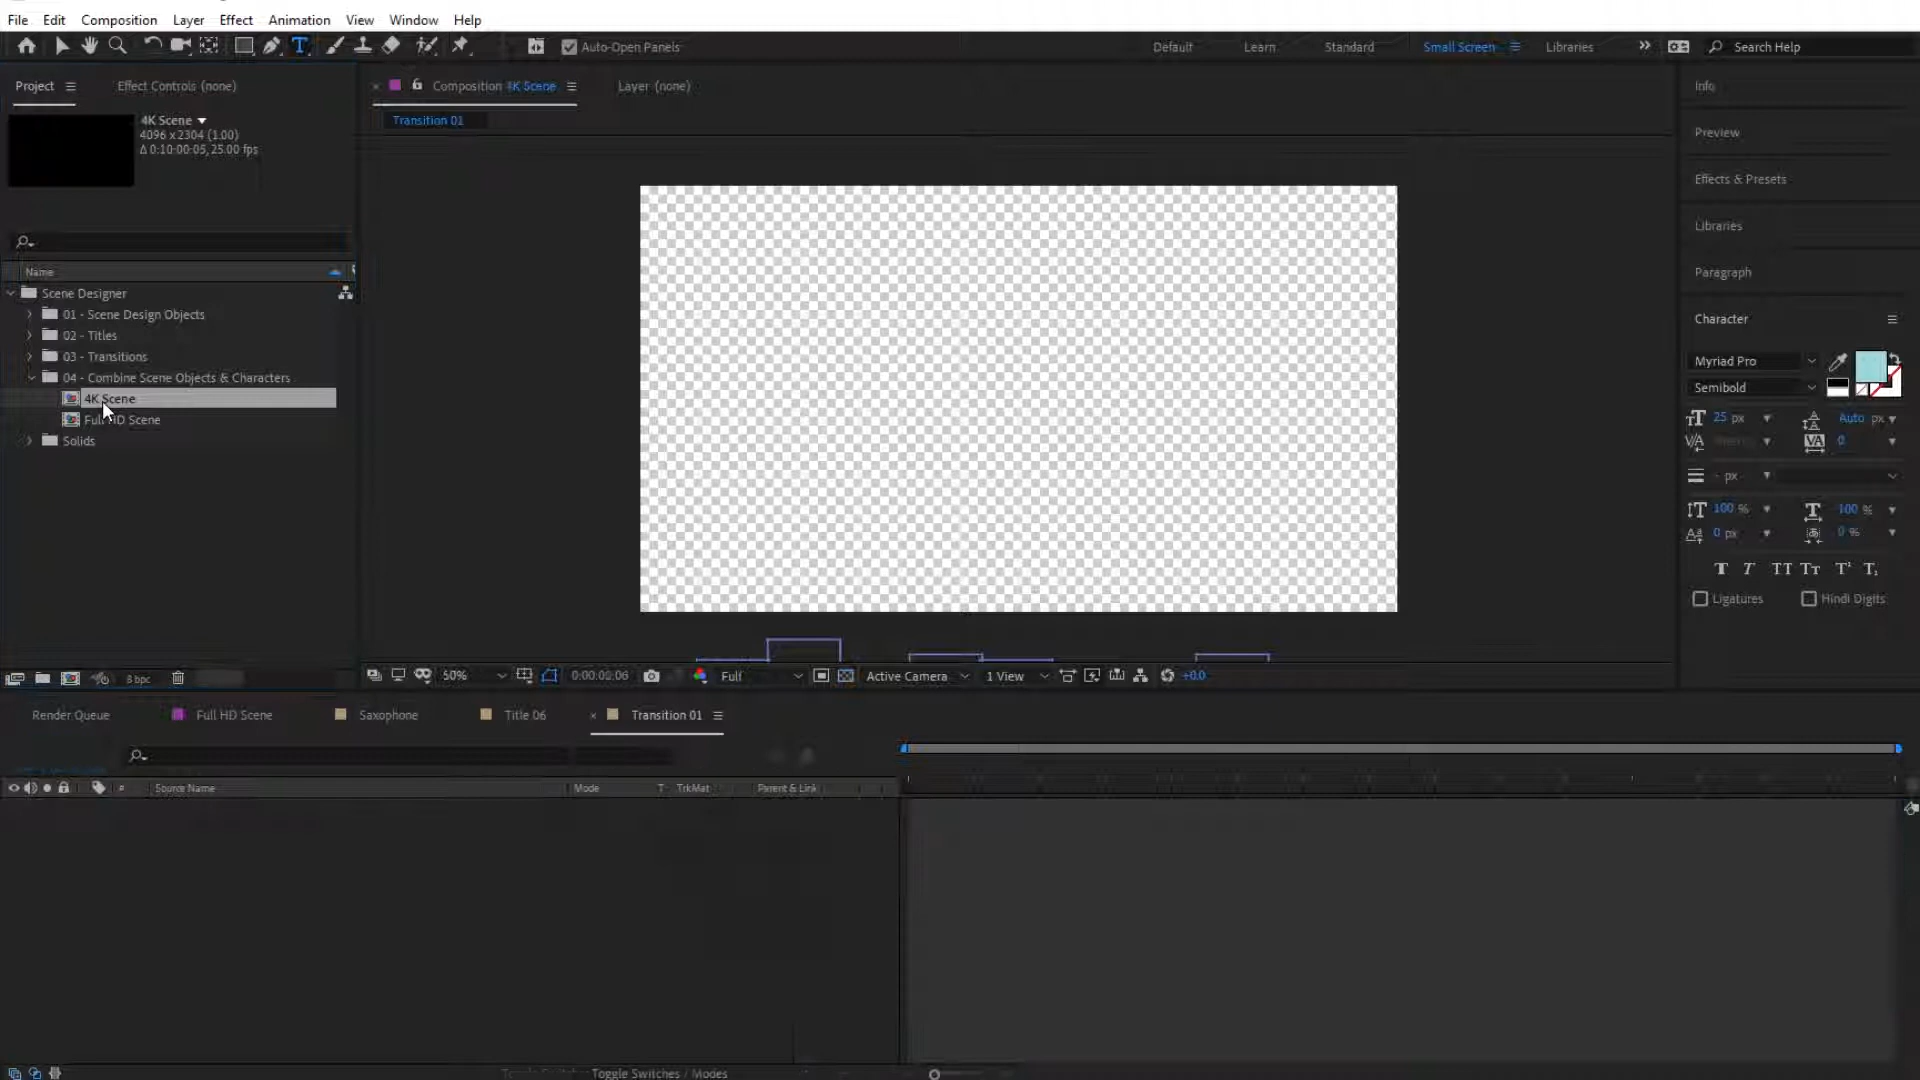 File Edit Composition Layer Effect Animation View Window Help
T Auto-Open Panels Default Learn Standard Small Screen Libraries Search Help
Project Effect Controls (none) Composition 4K Scene Layer (none) Info
4K Scene
4096 x 2304 (1.00)
Δ 0:10:00:05, 25.00 fps
Transition 01
Preview
Effects & Presets
Libraries
Paragraph
Name
Scene Designer
01 - Scene Design Objects
02 - Titles
03 - Transitions
04 - Combine Scene Objects & Characters
4K Scene
Full HD Scene
Solids
Character
Myriad Pro
Semibold
25 px Auto px
0
- px
100 % 100 %
0 px 0 %
T T TT Tт T¹ T₁
Ligatures Hindi Digits
8 bpc 50% 0:00:02:06 Full Active Camera 1 View +0.0
Render Queue Full HD Scene Saxophone Title 06 Transition 01
Source Name Mode T TrkMat Parent & Link
Toggle Switches / Modes